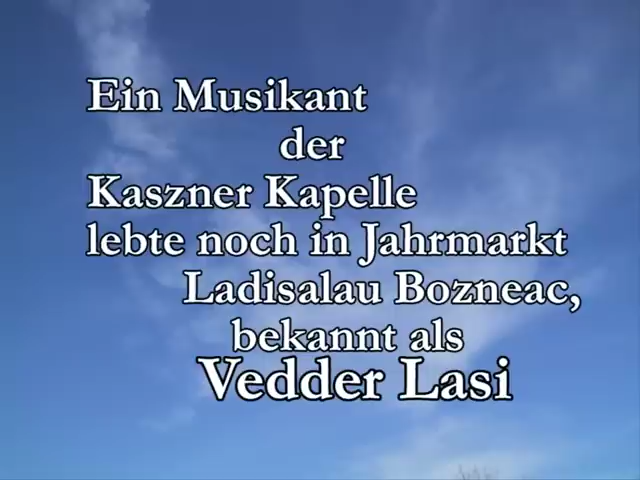 Ein Musikant
der
Kaszner Kapelle
lebte noch in Jahrmarkt
Ladisalau Bozneac,
bekannt als
Vedder Lasi